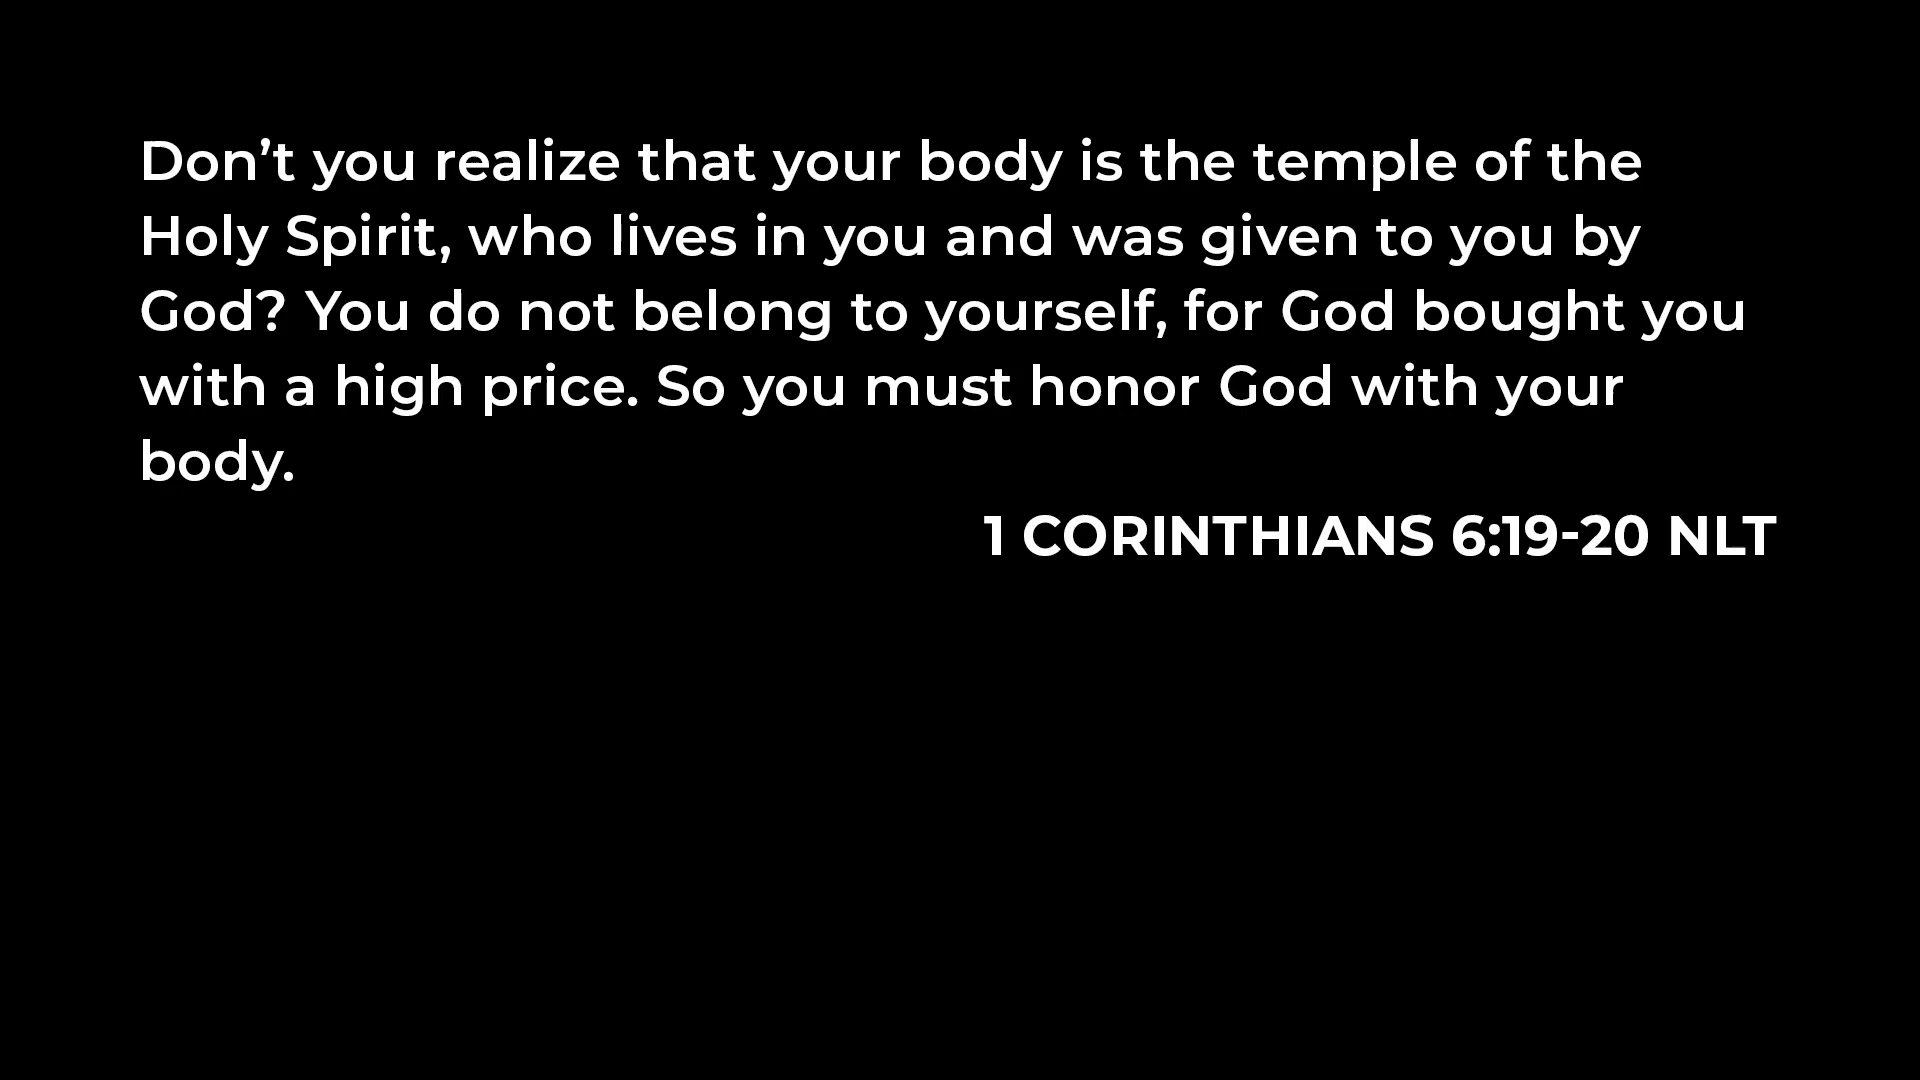 Don’t you realize that your body is the temple of the
Holy Spirit, who lives in you and was given to you by
God? You do not belong to yourself, for God bought you
with a high price. So you must honor God with your
body.
1 CORINTHIANS 6:19-20 NLT